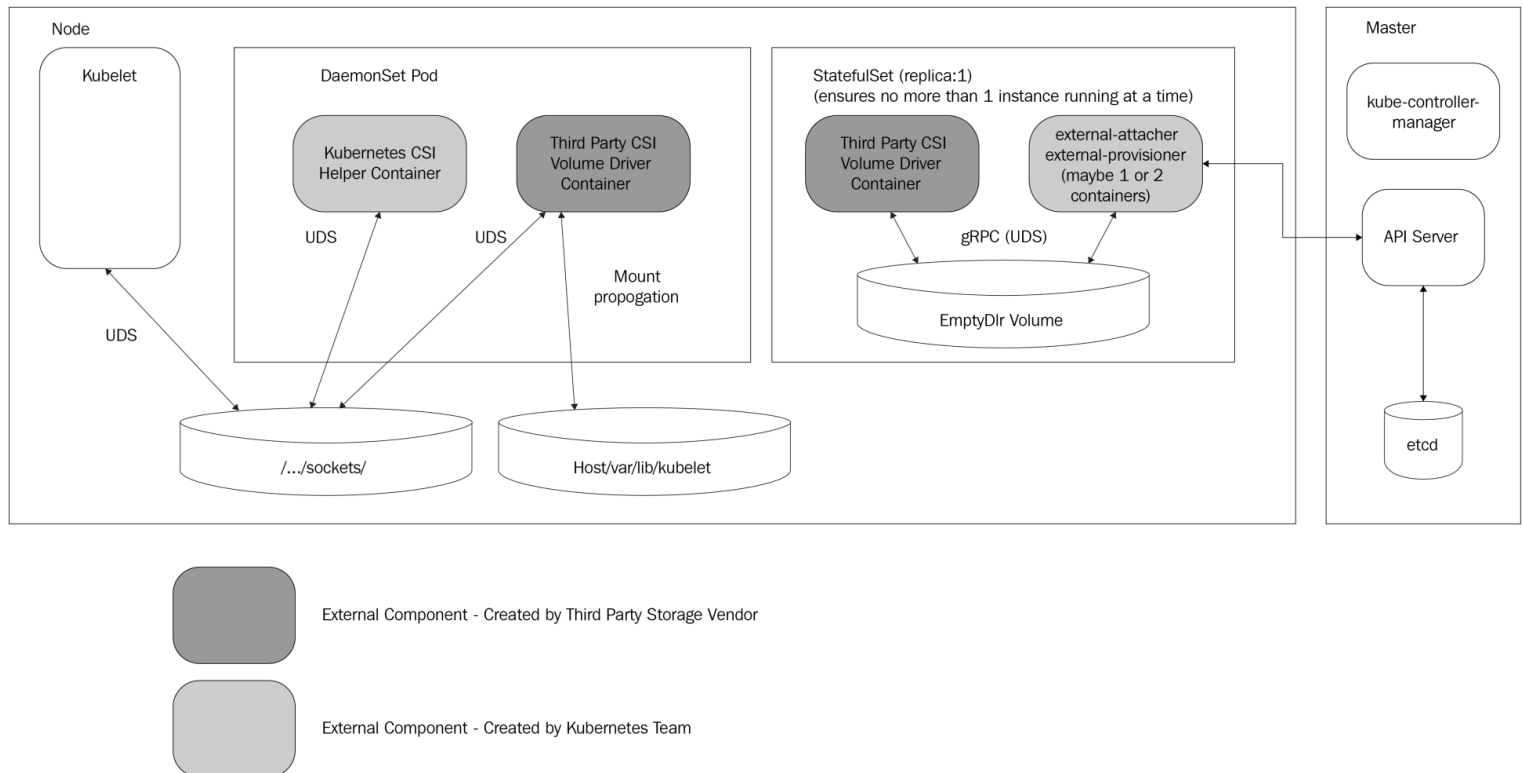 Node
Kubelet
DaemonSet Pod
Kubernetes CSI
Helper Container
Third Party CSI
Volume Driver
Container
UDS
UDS
Mount
propogation
UDS
/.../sockets/
Host/var/lib/kubelet
StatefulSet (replica:1)
(ensures no more than 1 instance running at a time)
Third Party CSI
Volume Driver
Container
external-attacher
external-provisioner
(maybe 1 or 2
containers)
gRPC (UDS)
EmptyDIr Volume
Master
kube-controller-
manager
API Server
etcd
External Component - Created by Third Party Storage Vendor
External Component - Created by Kubernetes Team